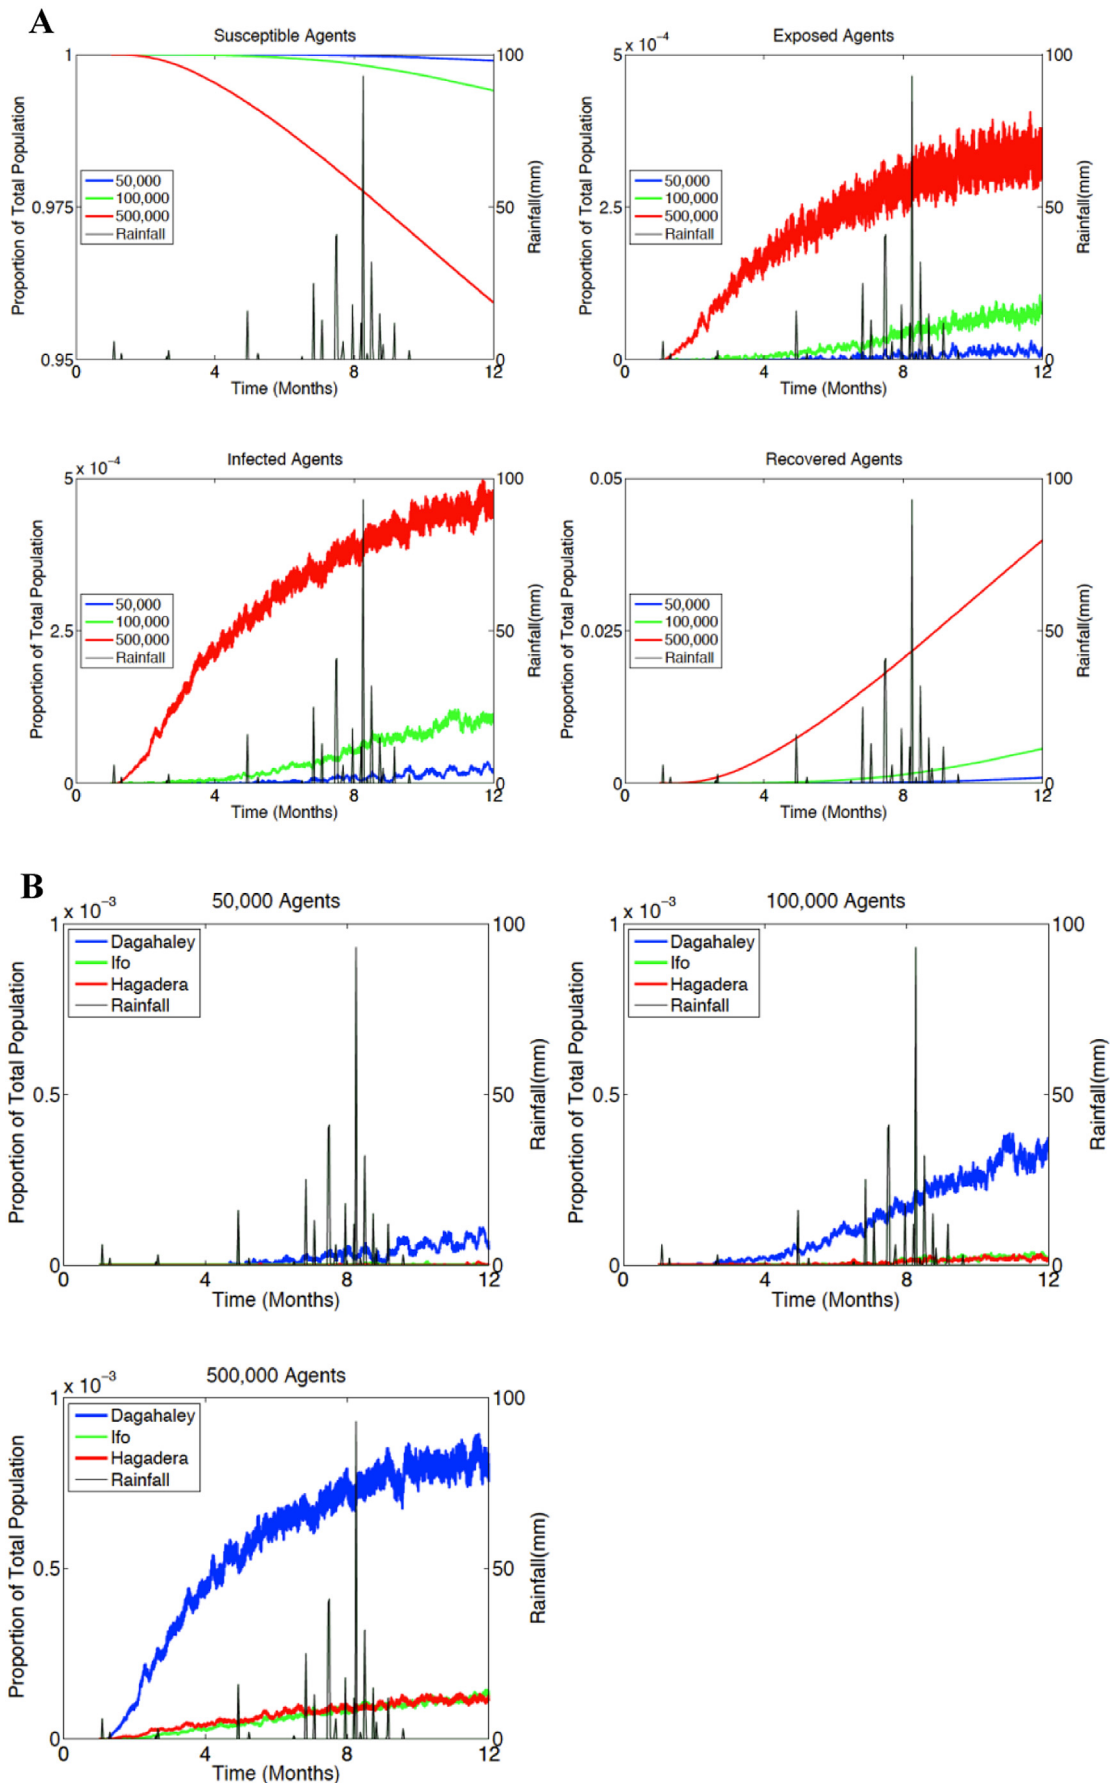 A
Susceptible Agents
1
0.975
0.95
100
50
0
Proportion of Total Population
Rainfall(mm)
50,000
100,000
500,000
Rainfall
0 4 8 12
Time (Months)
Exposed Agents
5 x 10⁻⁴
2.5
0
100
50
0
Proportion of Total Population
Rainfall(mm)
50,000
100,000
500,000
Rainfall
0 4 8 12
Time (Months)
Infected Agents
5 x 10⁻⁴
2.5
0
100
50
0
Proportion of Total Population
Rainfall(mm)
50,000
100,000
500,000
Rainfall
0 4 8 12
Time (Months)
Recovered Agents
0.05
0.025
0
100
50
0
Proportion of Total Population
Rainfall(mm)
50,000
100,000
500,000
Rainfall
0 4 8 12
Time (Months)
B
50,000 Agents
1 x 10⁻³
0.5
0
100
50
0
Proportion of Total Population
Rainfall(mm)
Dagahaley
Ifo
Hagadera
Rainfall
0 4 8 12
Time (Months)
100,000 Agents
1 x 10⁻³
0.5
0
100
50
0
Proportion of Total Population
Rainfall(mm)
Dagahaley
Ifo
Hagadera
Rainfall
0 4 8 12
Time (Months)
500,000 Agents
1 x 10⁻³
0.5
0
100
50
0
Proportion of Total Population
Rainfall(mm)
Dagahaley
Ifo
Hagadera
Rainfall
0 4 8 12
Time (Months)